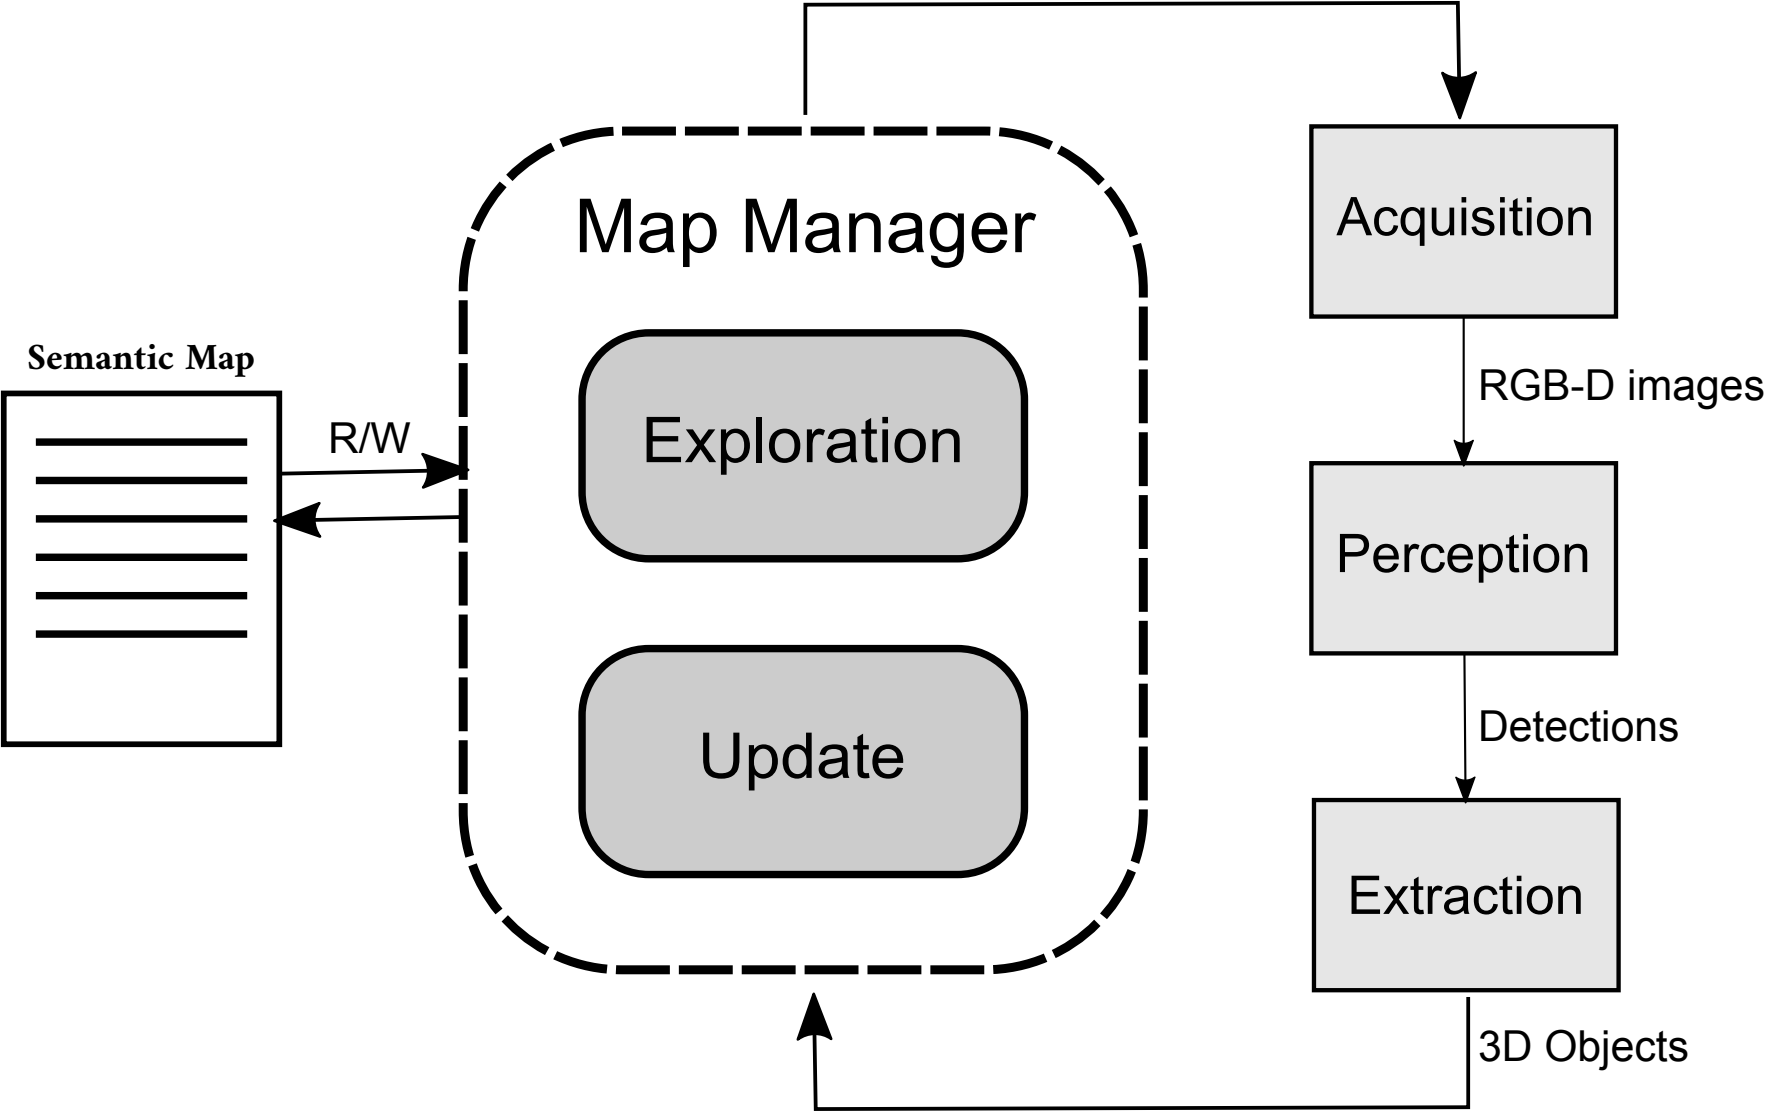 Semantic Map
R/W
Map Manager
Exploration
Update
Acquisition
RGB-D images
Perception
Detections
Extraction
3D Objects